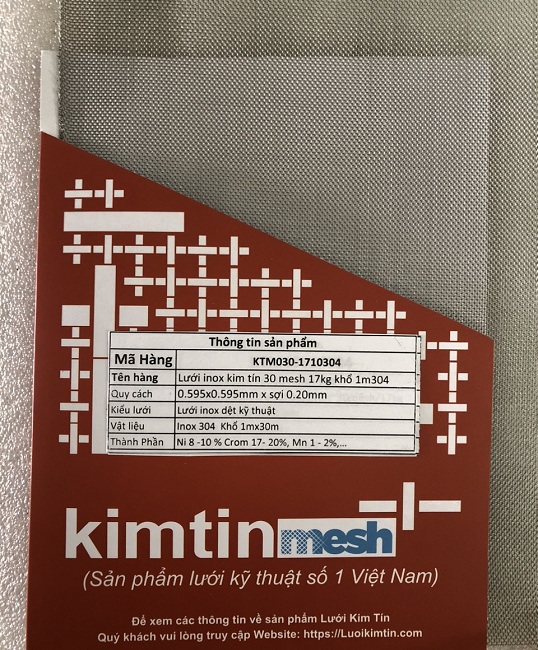 Thông tin sản phẩm
Mã Hàng KTM030-1710304
Tên hàng Lưới inox kim tín 30 mesh 17kg khổ 1m304
Quy cách 0.595x0.595mm x sợi 0.20mm
Kiểu lưới Lưới inox dệt kỹ thuật
Vật liệu Inox 304 Khổ 1mx30m
Thành Phần Ni 8 -10 % Crom 17- 20%, Mn 1 - 2%,...
kimtin mesh
(Sản phẩm lưới kỹ thuật số 1 Việt Nam)
Để xem các thông tin về sản phẩm Lưới Kim Tín
Quý khách vui lòng truy cập Website: https://Luoikimtin.com